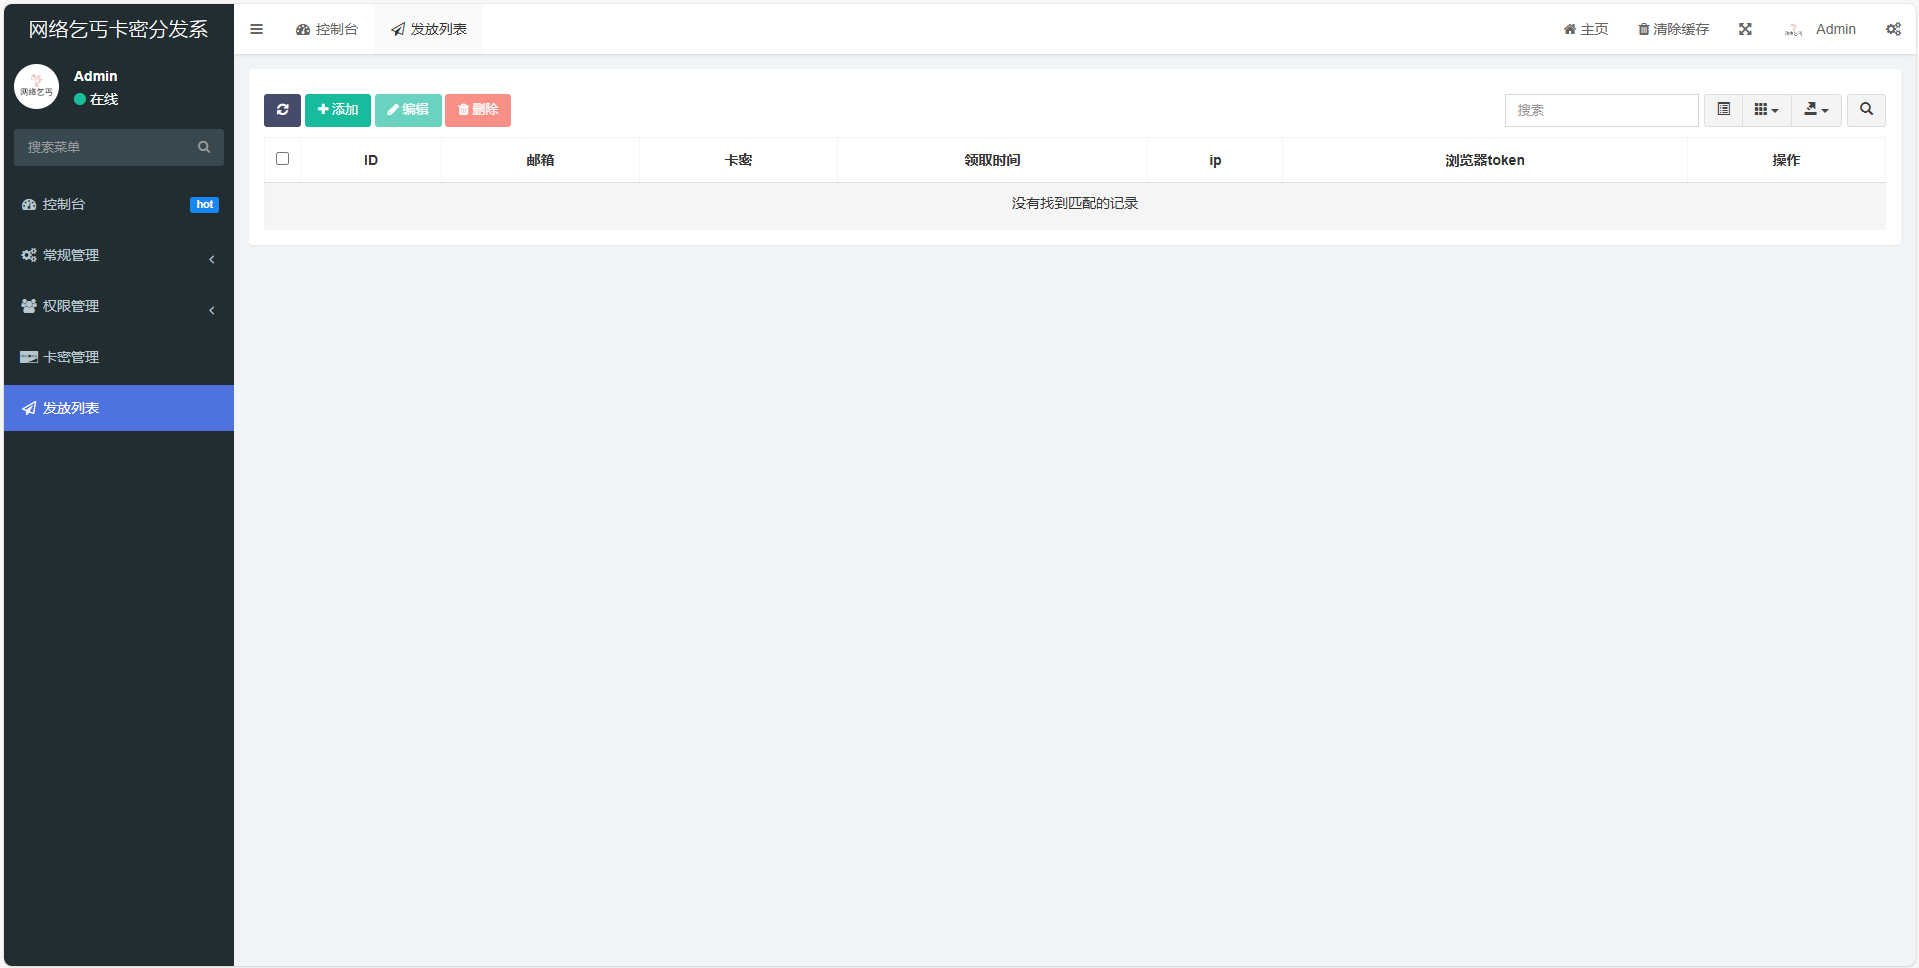 网络乞丐卡密分发系
控制台
发放列表
主页
清除缓存
Admin
网络乞丐
Admin
在线
搜索菜单
控制台
hot
常规管理
权限管理
卡密管理
发放列表
添加
编辑
删除
搜索
ID
邮箱
卡密
领取时间
ip
浏览器token
操作
没有找到匹配的记录